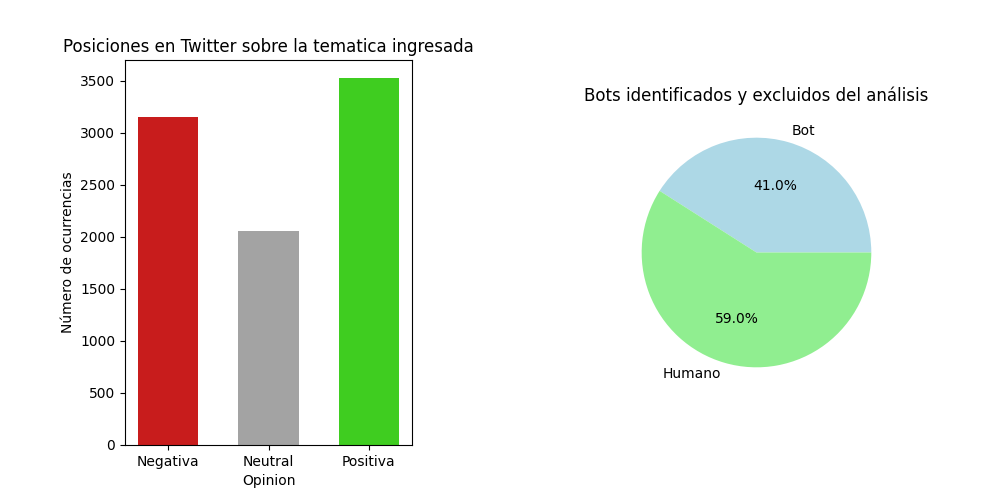 Posiciones en Twitter sobre la tematica ingresada
Número de ocurrencias
3500
3000
2500
2000
1500
1000
500
0
Negativa
Neutral
Positiva
Opinion
Bots identificados y excluidos del análisis
Bot
41.0%
59.0%
Humano